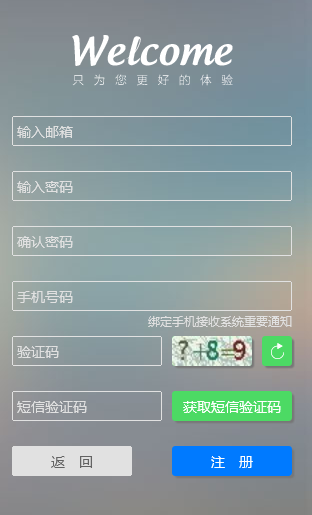 Welcome
只为您更好的体验
输入邮箱
输入密码
确认密码
手机号码
绑定手机接收系统重要通知
验证码 ?+8=9
短信验证码 获取短信验证码
返 回 注 册